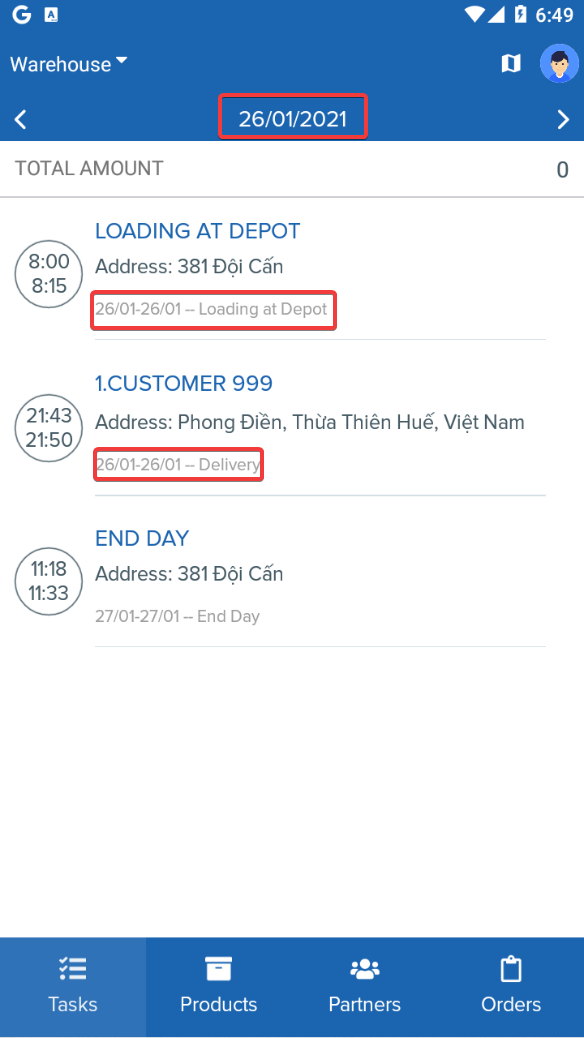 G A 6:49
Warehouse
26/01/2021
TOTAL AMOUNT 0
LOADING AT DEPOT
8:00
8:15
Address: 381 Đội Cấn
26/01-26/01 -- Loading at Depot
1.CUSTOMER 999
21:43
21:50
Address: Phong Điền, Thừa Thiên Huế, Việt Nam
26/01-26/01 -- Delivery
END DAY
11:18
11:33
Address: 381 Đội Cấn
27/01-27/01 -- End Day
Tasks Products Partners Orders